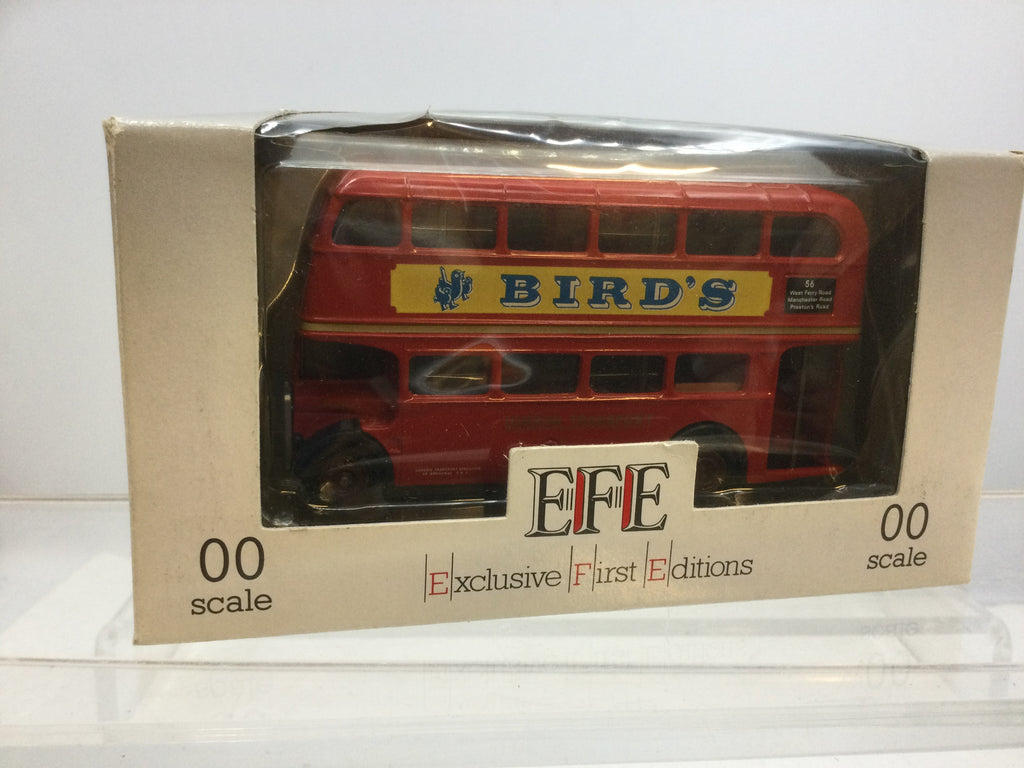 BIRD'S
56
West Ferry Road
Manchester Road
Preston's Road
EFE
Exclusive First Editions
00
scale
00
scale